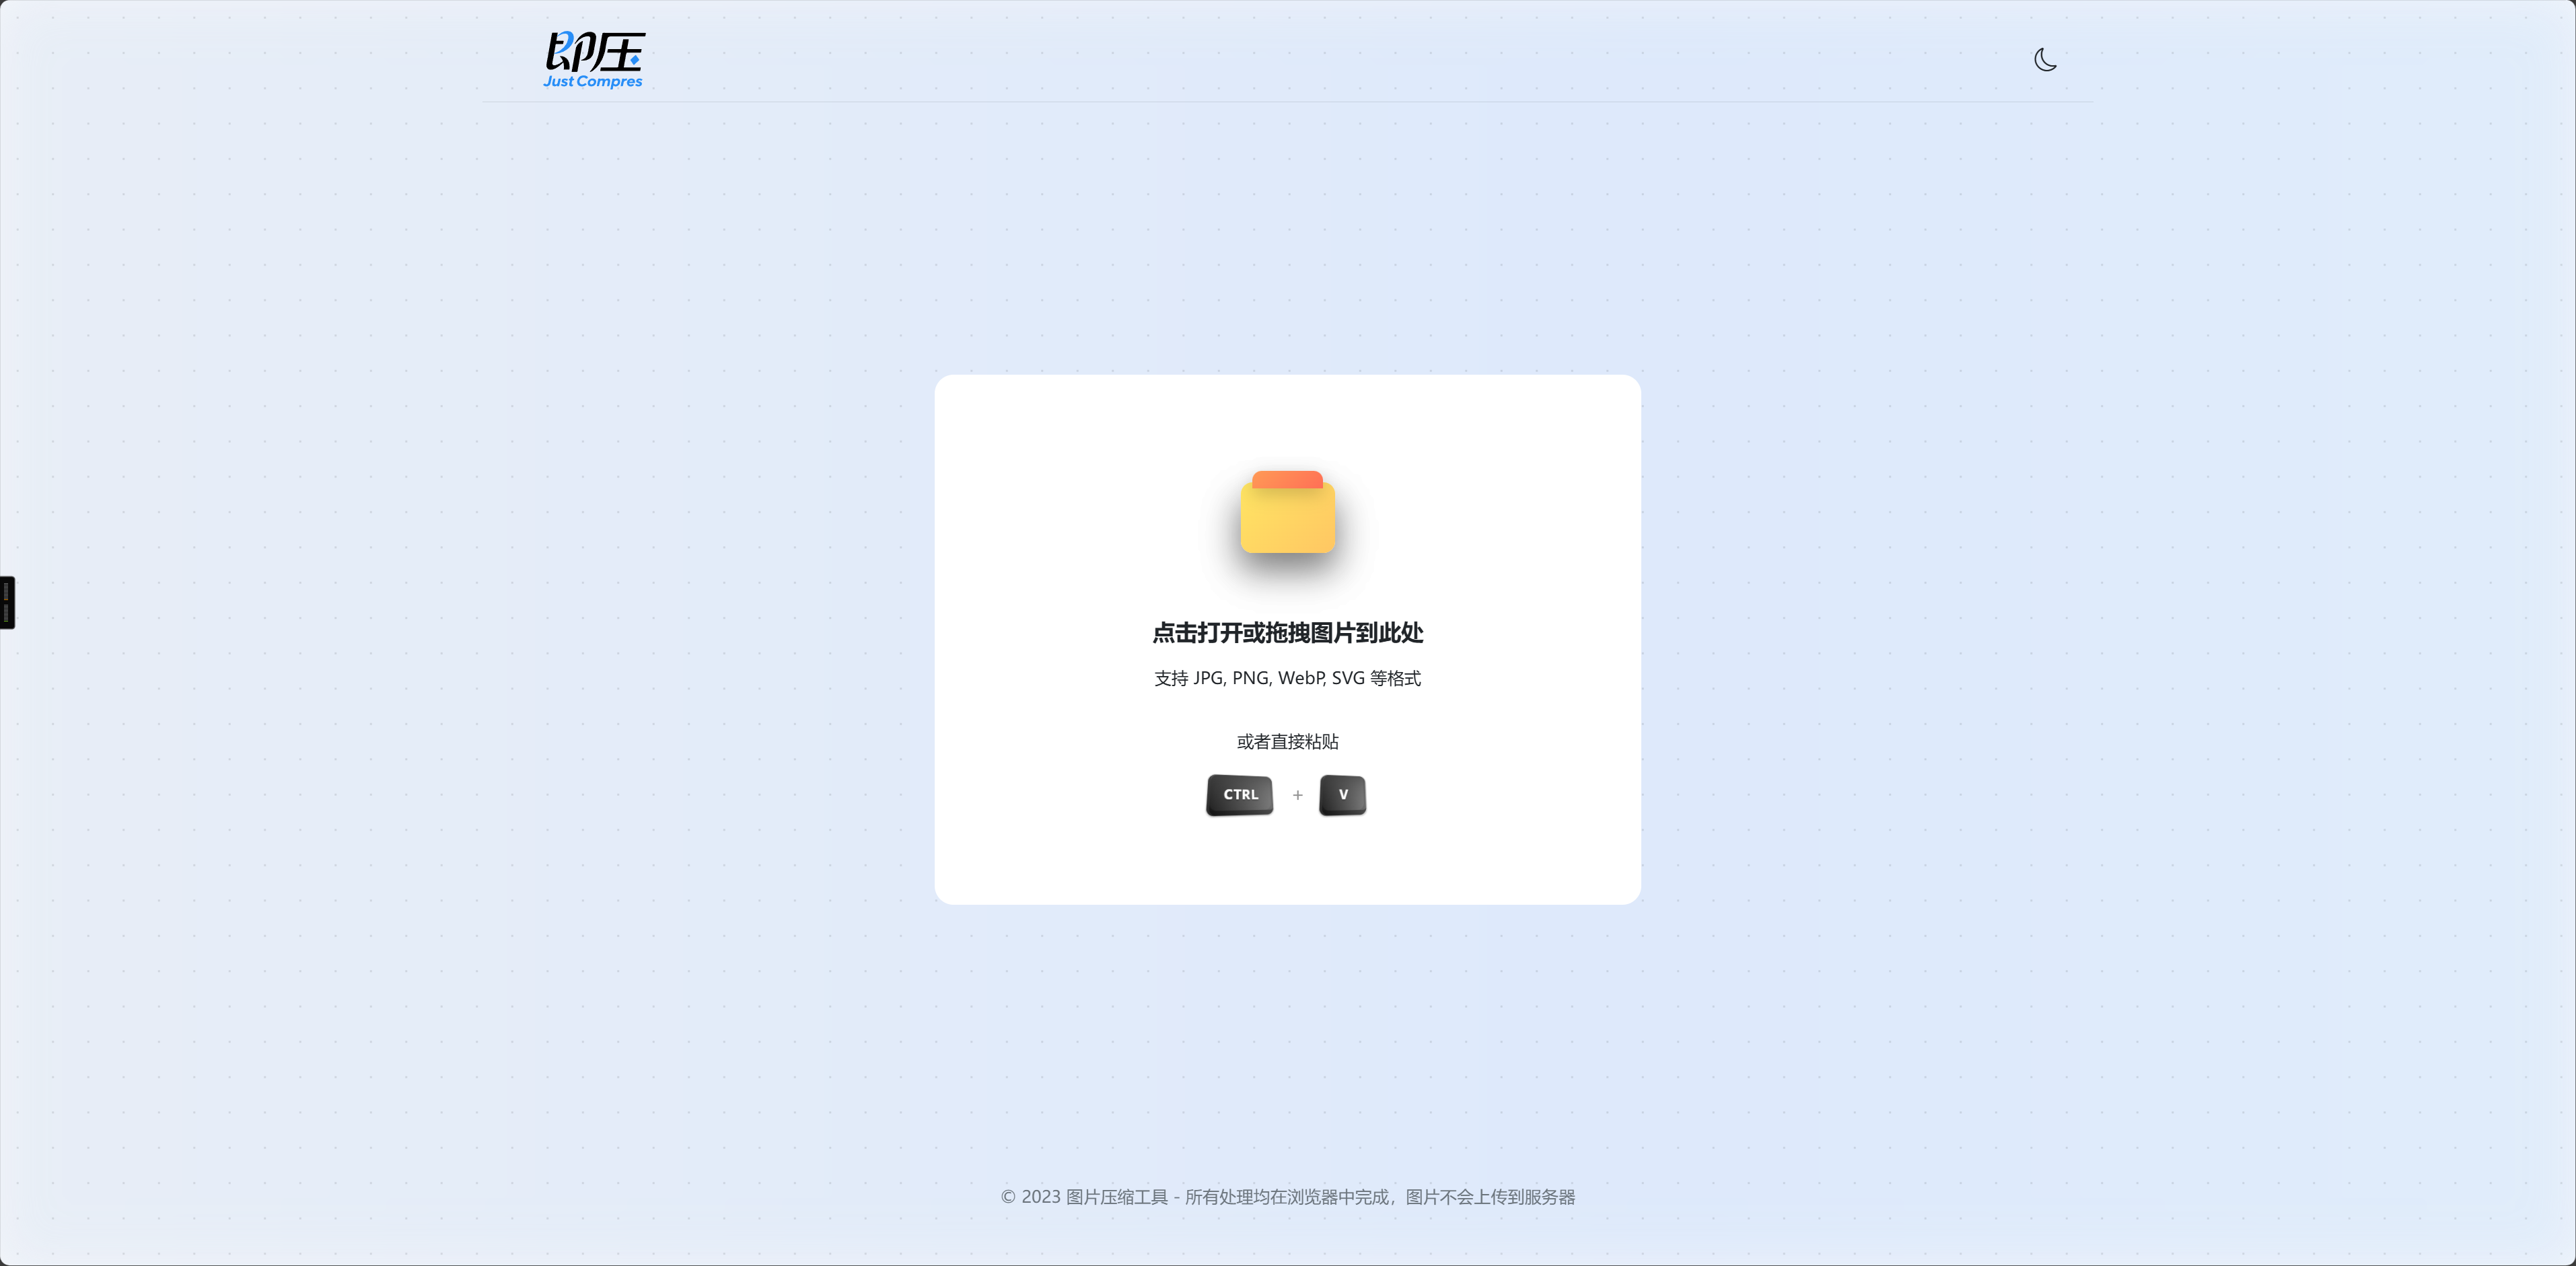 即压
Just Compres
点击打开或拖拽图片到此处
支持 JPG, PNG, WebP, SVG 等格式
或者直接粘贴
CTRL + V
© 2023 图片压缩工具 - 所有处理均在浏览器中完成，图片不会上传到服务器